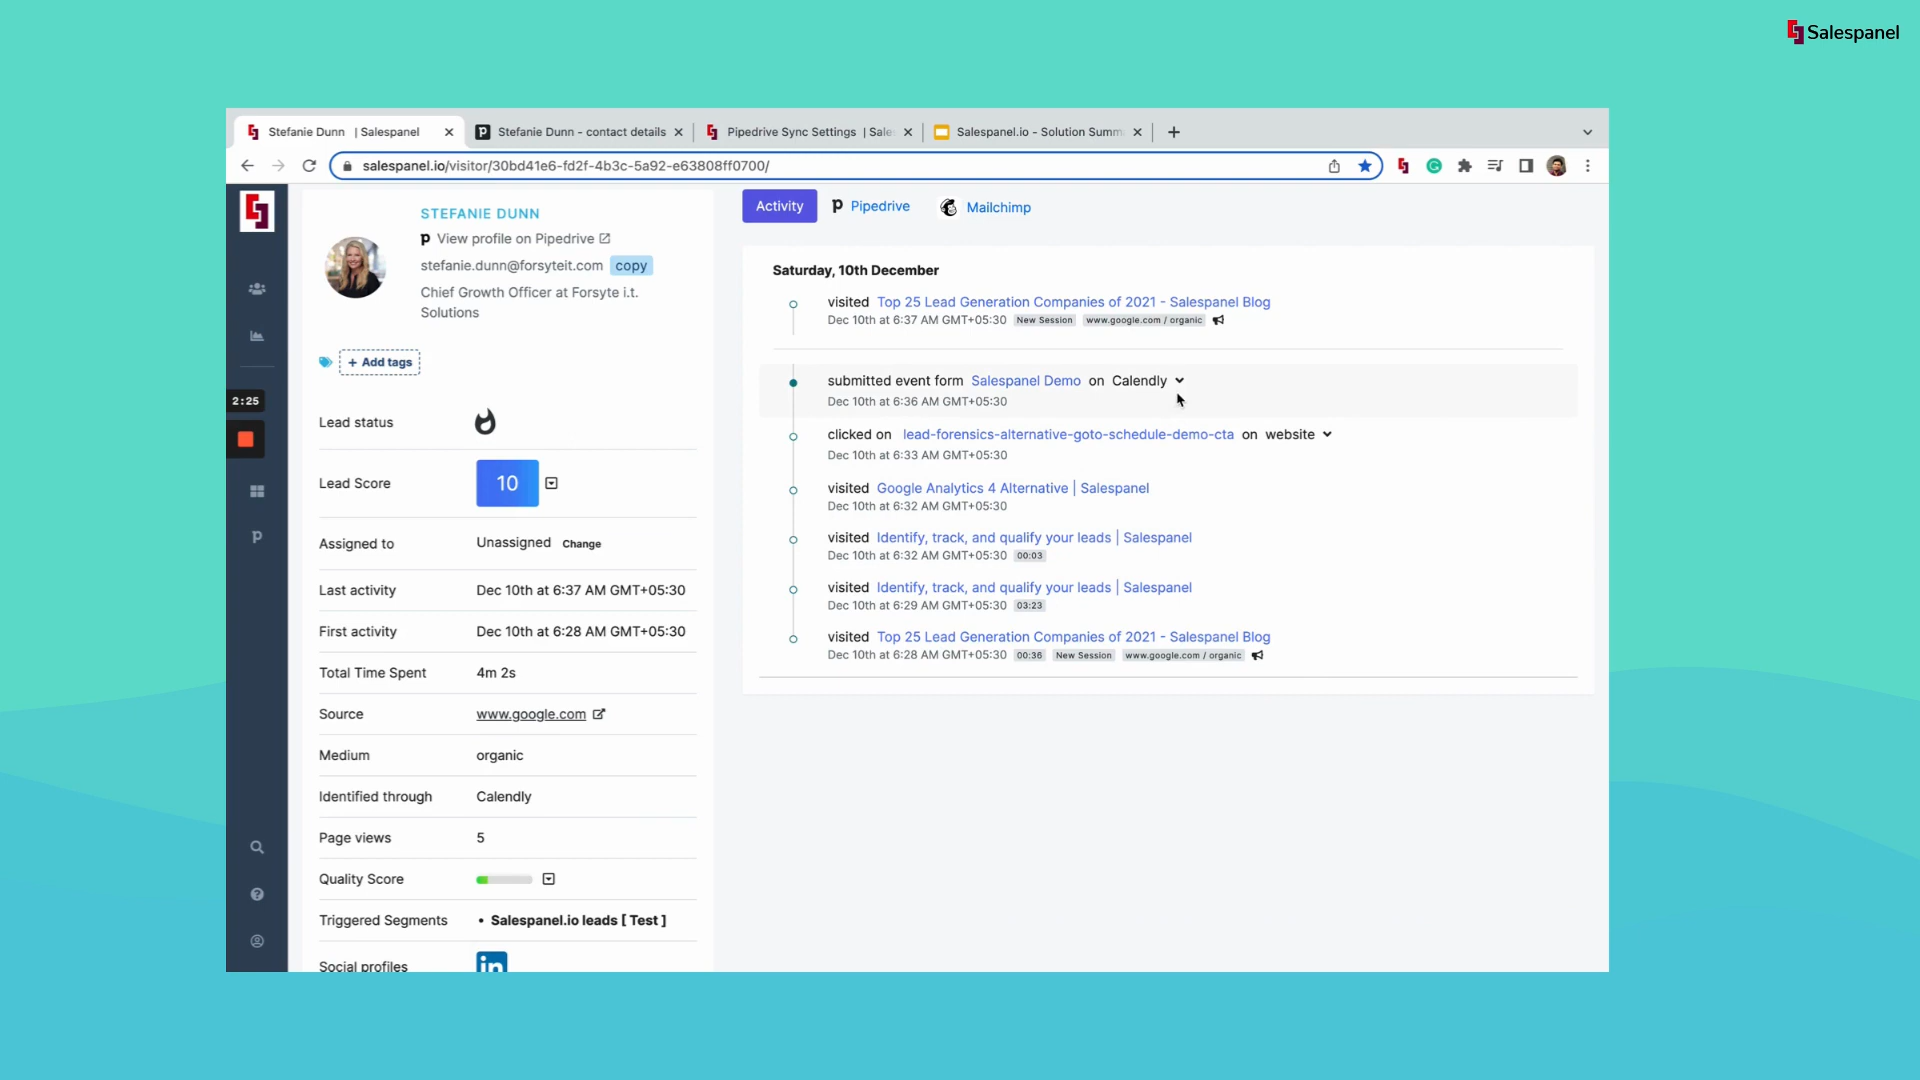 Salespanel
Stefanie Dunn | Salespanel
Stefanie Dunn - contact details
Pipedrive Sync Settings | Sale
Salespanel.io - Solution Summ
salespanel.io/visitor/30bd41e6-fd2f-4b3c-5a92-e63808ff0700/
STEFANIE DUNN
View profile on Pipedrive
stefanie.dunn@forsyteit.com copy
Chief Growth Officer at Forsyte i.t.
Solutions
+ Add tags
2:25
Lead status
Lead Score 10
Assigned to Unassigned Change
Last activity Dec 10th at 6:37 AM GMT+05:30
First activity Dec 10th at 6:28 AM GMT+05:30
Total Time Spent 4m 2s
Source www.google.com
Medium organic
Identified through Calendly
Page views 5
Quality Score
Triggered Segments • Salespanel.io leads [ Test ]
Social profiles in
Activity Pipedrive Mailchimp
Saturday, 10th December
visited Top 25 Lead Generation Companies of 2021 - Salespanel Blog
Dec 10th at 6:37 AM GMT+05:30 New Session www.google.com / organic
submitted event form Salespanel Demo on Calendly
Dec 10th at 6:36 AM GMT+05:30
clicked on lead-forensics-alternative-goto-schedule-demo-cta on website
Dec 10th at 6:33 AM GMT+05:30
visited Google Analytics 4 Alternative | Salespanel
Dec 10th at 6:32 AM GMT+05:30
visited Identify, track, and qualify your leads | Salespanel
Dec 10th at 6:32 AM GMT+05:30 00:03
visited Identify, track, and qualify your leads | Salespanel
Dec 10th at 6:29 AM GMT+05:30 03:23
visited Top 25 Lead Generation Companies of 2021 - Salespanel Blog
Dec 10th at 6:28 AM GMT+05:30 00:36 New Session www.google.com / organic